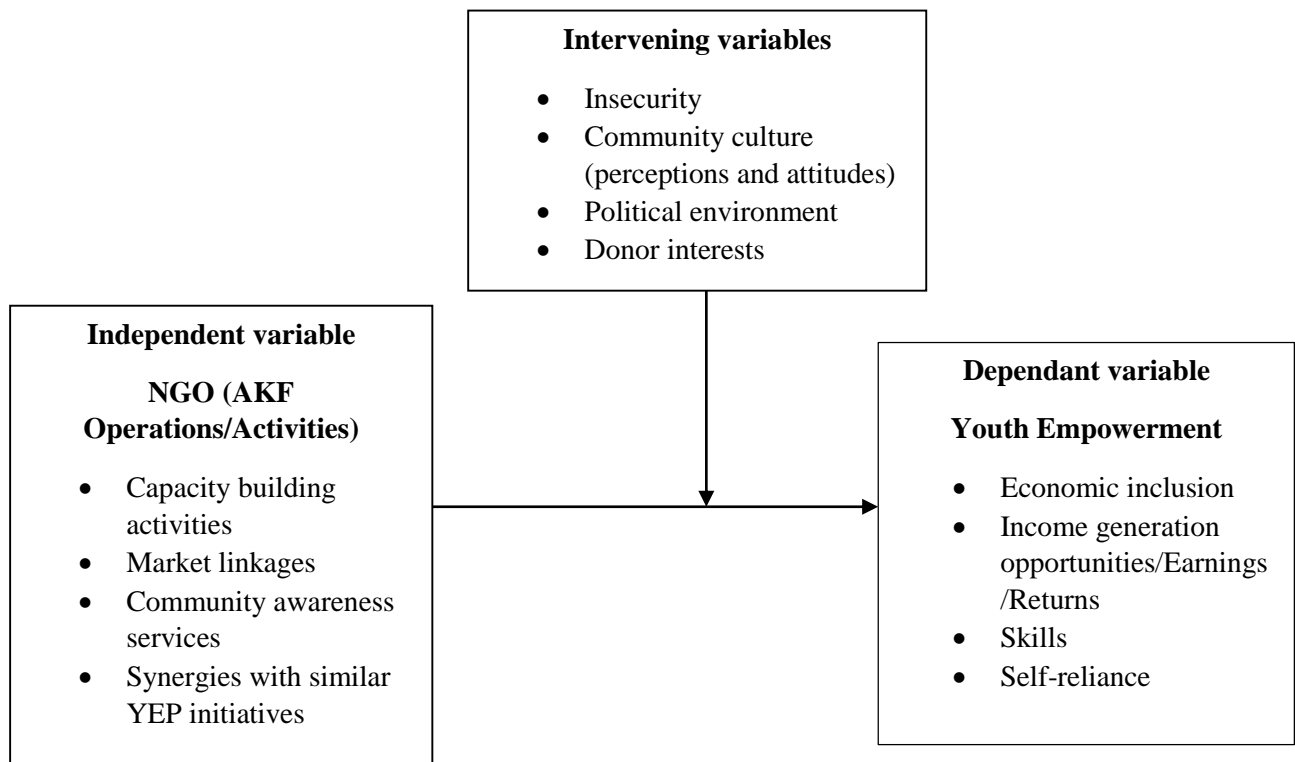 Intervening variables
• Insecurity
• Community culture
(perceptions and attitudes)
• Political environment
• Donor interests
Independent variable
NGO (AKF
Operations/Activities)
• Capacity building
activities
• Market linkages
• Community awareness
services
• Synergies with similar
YEP initiatives
Dependant variable
Youth Empowerment
• Economic inclusion
• Income generation
opportunities/Earnings
/Returns
• Skills
• Self-reliance